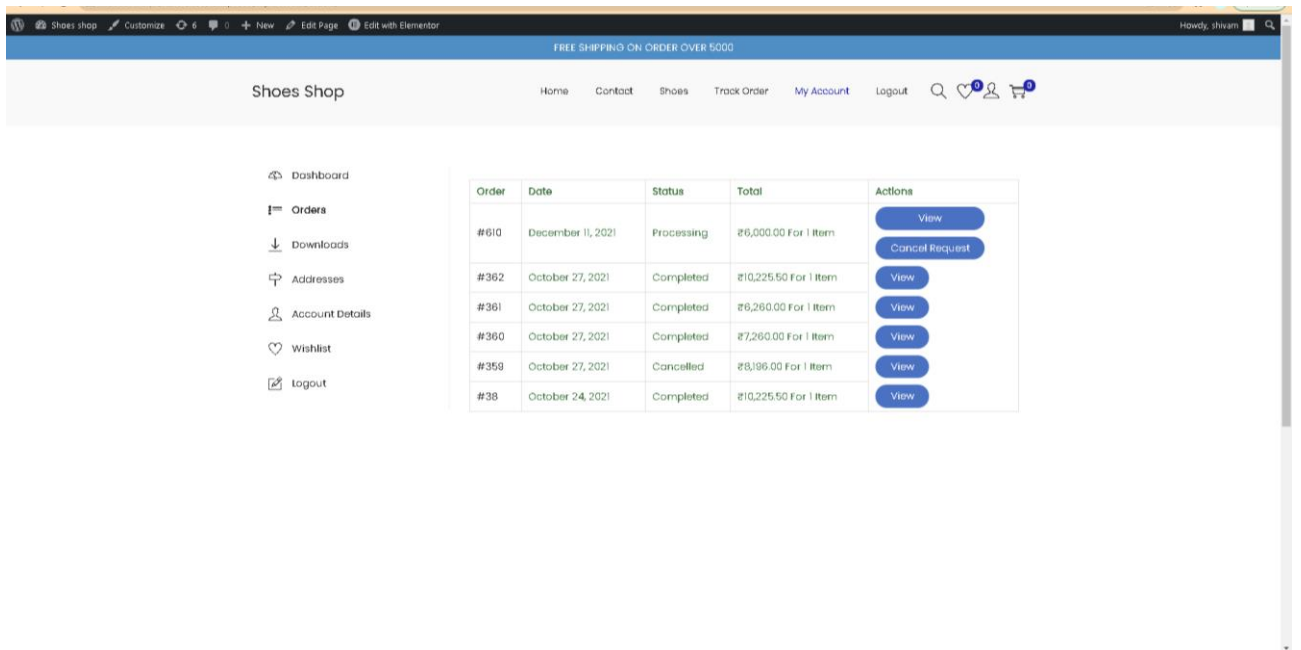 Shoes shop Customize 6 0 + New Edit Page Edit with Elementor Howdy, shivam
FREE SHIPPING ON ORDER OVER 5000
Shoes Shop Home Contact Shoes Track Order My Account Logout 0 0
Dashboard
Orders
Downloads
Addresses
Account Details
Wishlist
Logout
Order Date Status Total Actions
#610 December 11, 2021 Processing ₹6,000.00 For 1 Item View
Cancel Request
#362 October 27, 2021 Completed ₹10,225.50 For 1 Item View
#361 October 27, 2021 Completed ₹6,260.00 For 1 Item View
#360 October 27, 2021 Completed ₹7,260.00 For 1 Item View
#359 October 27, 2021 Cancelled ₹8,196.00 For 1 Item View
#38 October 24, 2021 Completed ₹10,225.50 For 1 Item View